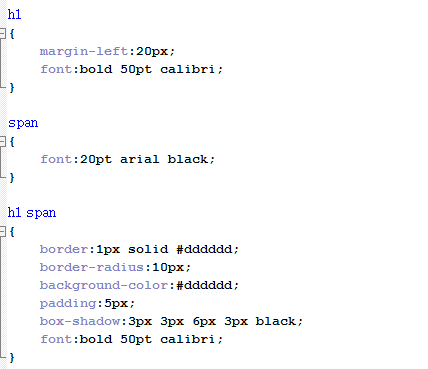 h1
{
margin-left:20px;
font:bold 50pt calibri;
}
span
{
font:20pt arial black;
}
h1 span
{
border:1px solid #dddddd;
border-radius:10px;
background-color:#dddddd;
padding:5px;
box-shadow:3px 3px 6px 3px black;
font:bold 50pt calibri;
}